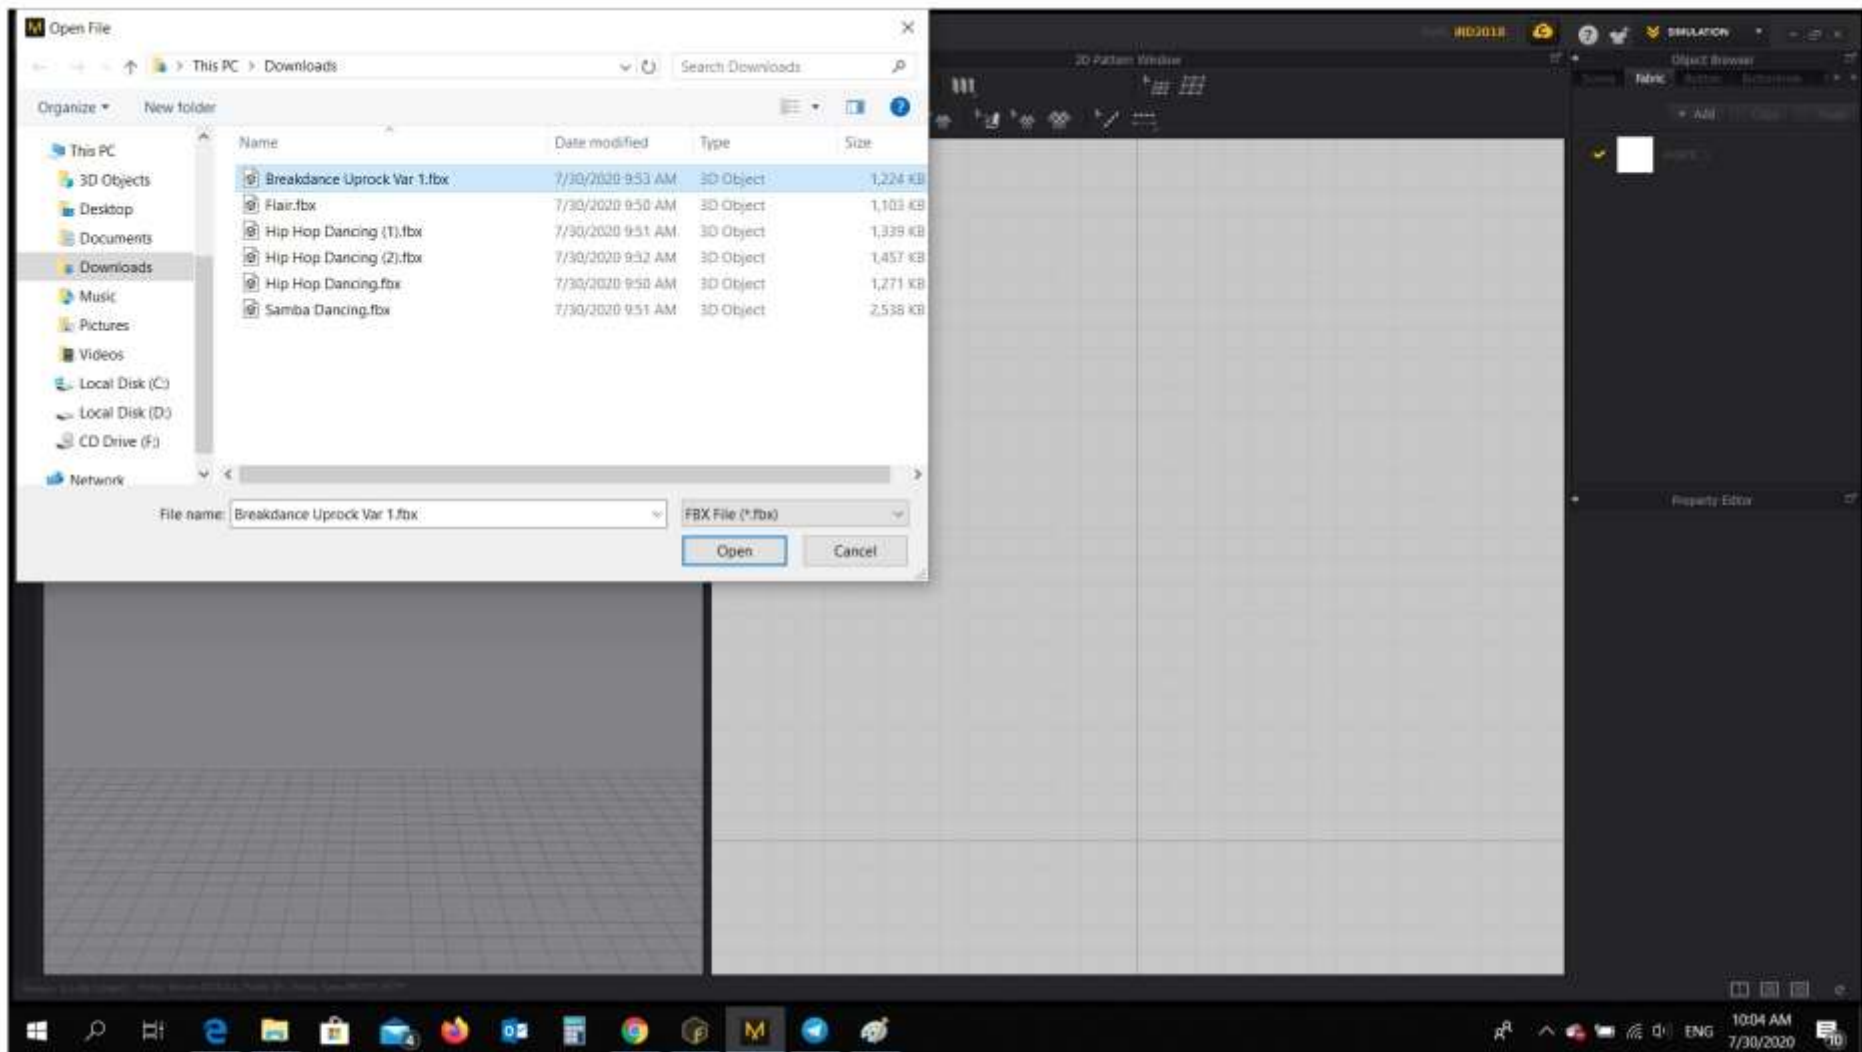 Open File
IRD2018
SIMULATION
This PC > Downloads
Search Downloads
2D Pattern Window
Object Browser
Fabric
Organize
New folder
+ Add
Name
Date modified
Type
Size
This PC
3D Objects
Desktop
Documents
Downloads
Music
Pictures
Videos
Local Disk (C:)
Local Disk (D:)
CD Drive (F:)
Network
Breakdance Uprock Var 1.fbx 7/30/2020 9:53 AM 3D Object 1,224 KB
Flair.fbx 7/30/2020 9:50 AM 3D Object 1,103 KB
Hip Hop Dancing (1).fbx 7/30/2020 9:51 AM 3D Object 1,339 KB
Hip Hop Dancing (2).fbx 7/30/2020 9:52 AM 3D Object 1,457 KB
Hip Hop Dancing.fbx 7/30/2020 9:50 AM 3D Object 1,271 KB
Samba Dancing.fbx 7/30/2020 9:51 AM 3D Object 2,538 KB
File name: Breakdance Uprock Var 1.fbx
FBX File (*.fbx)
Open
Cancel
Property Editor
4
ENG
10:04 AM
7/30/2020
10